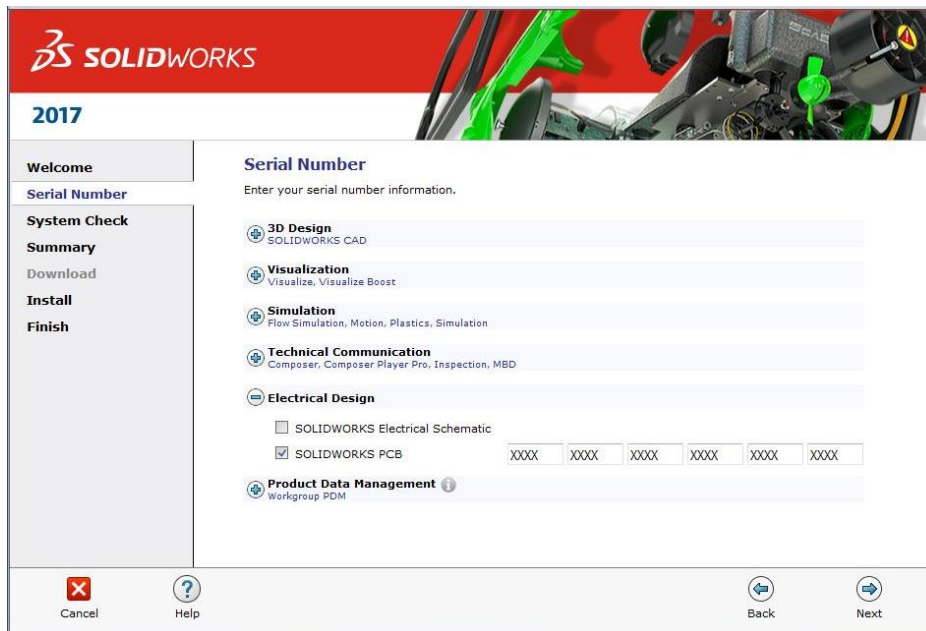 3S SOLIDWORKS
2017
Welcome
Serial Number
System Check
Summary
Download
Install
Finish
Serial Number
Enter your serial number information.
3D Design
SOLIDWORKS CAD
Visualization
Visualize, Visualize Boost
Simulation
Flow Simulation, Motion, Plastics, Simulation
Technical Communication
Composer, Composer Player Pro, Inspection, MBD
Electrical Design
SOLIDWORKS Electrical Schematic
SOLIDWORKS PCB XXXX XXXX XXXX XXXX XXXX XXXX
Product Data Management i
Workgroup PDM
Cancel
? Help
Back
Next